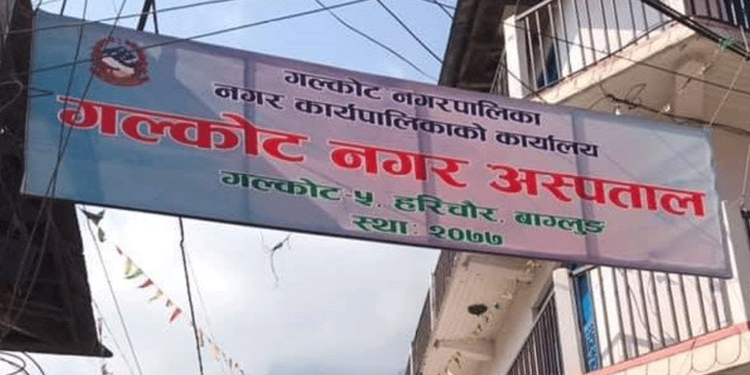 गल्कोट नगरपालिका
नगर कार्यपालिकाको कार्यालय
गल्कोट नगर अस्पताल
गल्कोट-५, हरिचौर, बाग्लुङ
स्था: २०७७